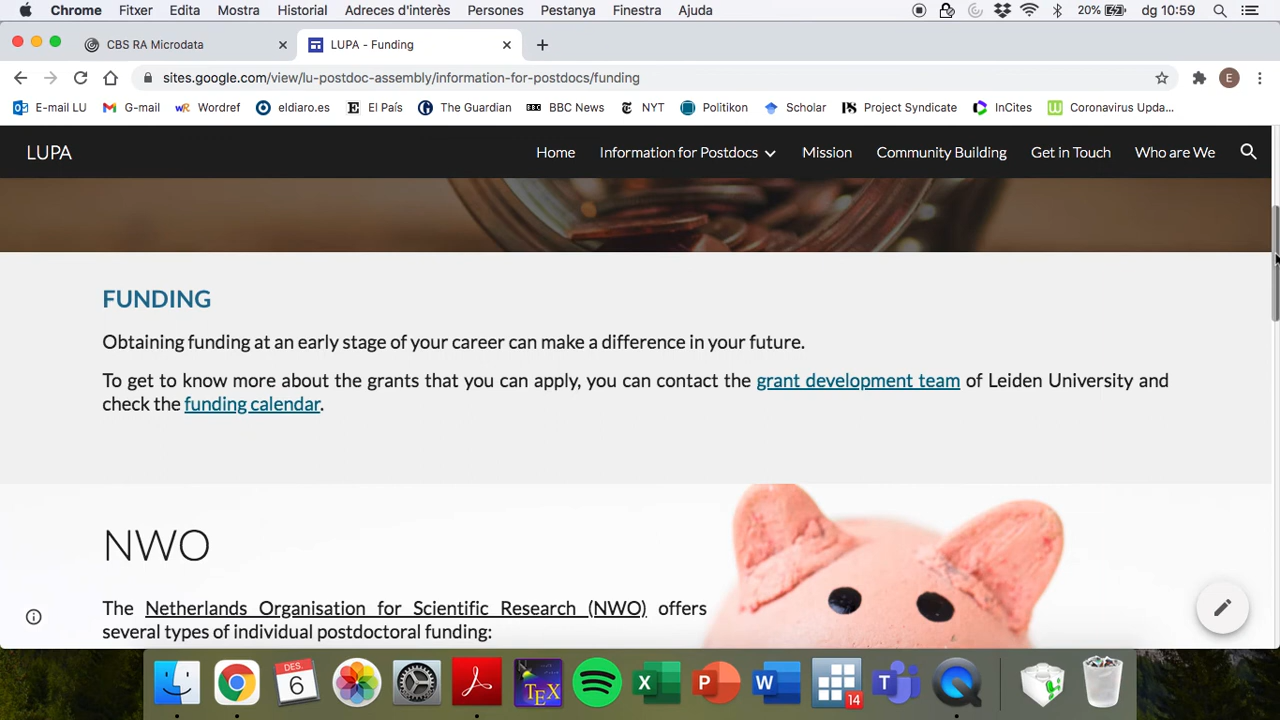 Chrome Fitxer Edita Mostra Historial Adreces d'interès Persones Pestanya Finestra Ajuda 20% dg 10:59
CBS RA Microdata LUPA - Funding
sites.google.com/view/lu-postdoc-assembly/information-for-postdocs/funding E
E-mail LU G-mail wR Wordref eldiaro.es El País The Guardian BBC News NYT Politikon Scholar Project Syndicate InCites Coronavirus Upda...
LUPA Home Information for Postdocs Mission Community Building Get in Touch Who are We
FUNDING
Obtaining funding at an early stage of your career can make a difference in your future.
To get to know more about the grants that you can apply, you can contact the grant development team of Leiden University and
check the funding calendar.
NWO
The Netherlands Organisation for Scientific Research (NWO) offers
several types of individual postdoctoral funding:
DES.
6
TEX
X
P
W
14
T